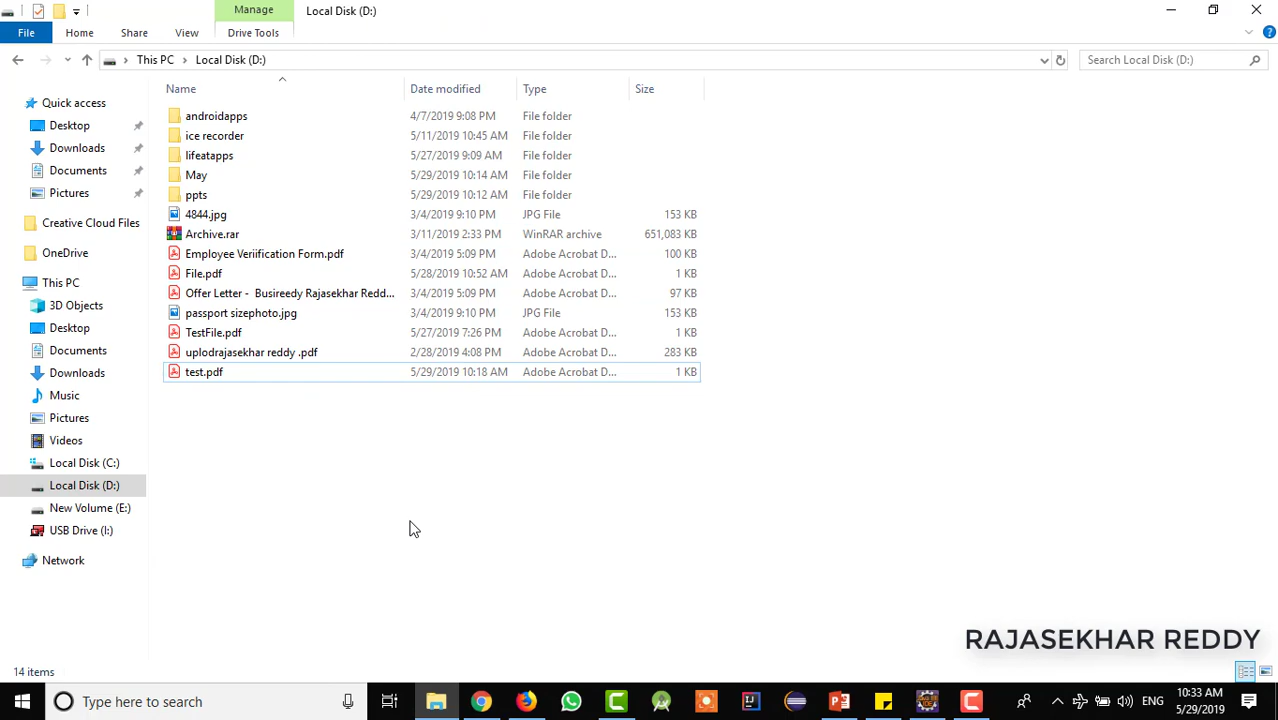 Manage
Local Disk (D:)
File Home Share View Drive Tools
This PC Local Disk (D:) Search Local Disk (D:)
Name Date modified Type Size
Quick access
Desktop
Downloads
Documents
Pictures
Creative Cloud Files
OneDrive
This PC
3D Objects
Desktop
Documents
Downloads
Music
Pictures
Videos
Local Disk (C:)
Local Disk (D:)
New Volume (E:)
USB Drive (I:)
Network
androidapps 4/7/2019 9:08 PM File folder
ice recorder 5/11/2019 10:45 AM File folder
lifeatapps 5/27/2019 9:09 AM File folder
May 5/29/2019 10:14 AM File folder
ppts 5/29/2019 10:12 AM File folder
4844.jpg 3/4/2019 9:10 PM JPG File 153 KB
Archive.rar 3/11/2019 2:33 PM WinRAR archive 651,083 KB
Employee Veriification Form.pdf 3/4/2019 5:09 PM Adobe Acrobat D... 100 KB
File.pdf 5/28/2019 10:52 AM Adobe Acrobat D... 1 KB
Offer Letter - Busireedy Rajasekhar Redd... 3/4/2019 5:09 PM Adobe Acrobat D... 97 KB
passport sizephoto.jpg 3/4/2019 9:10 PM JPG File 153 KB
TestFile.pdf 5/27/2019 7:26 PM Adobe Acrobat D... 1 KB
uplodrajasekhar reddy .pdf 2/28/2019 4:08 PM Adobe Acrobat D... 283 KB
test.pdf 5/29/2019 10:18 AM Adobe Acrobat D... 1 KB
RAJASEKHAR REDDY
14 items
Type here to search
ENG
10:33 AM
5/29/2019